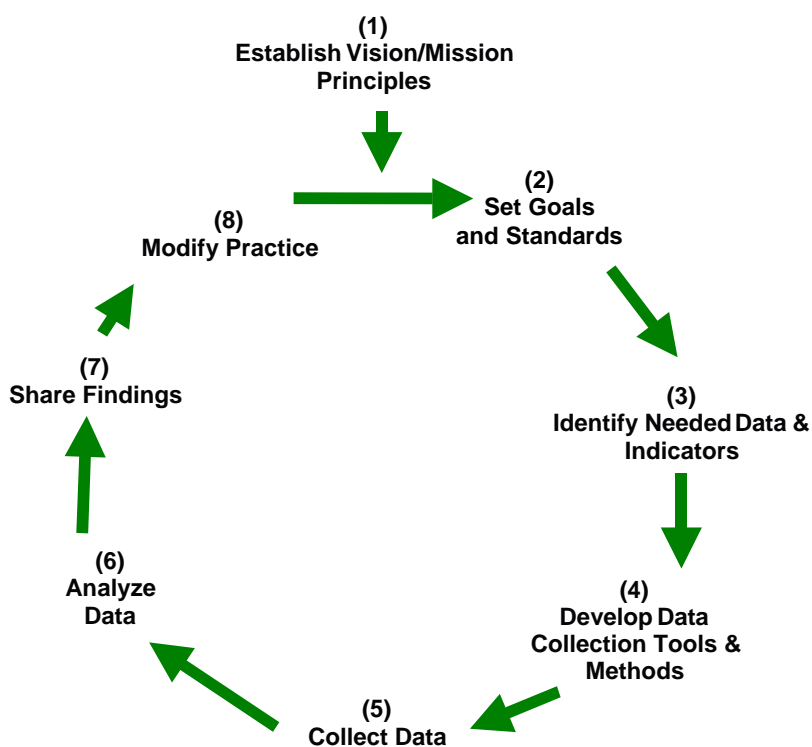 (1)
Establish Vision/Mission
Principles
(2)
Set Goals
and Standards
(3)
Identify Needed Data &
Indicators
(4)
Develop Data
Collection Tools &
Methods
(5)
Collect Data
(6)
Analyze
Data
(7)
Share Findings
(8)
Modify Practice